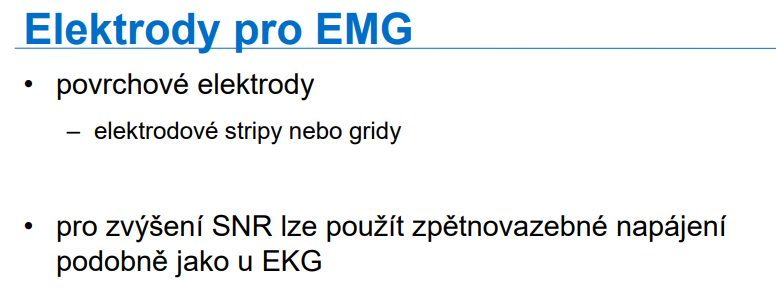 Elektrody pro EMG
• povrchové elektrody
– elektrodové stripy nebo gridy
• pro zvýšení SNR lze použít zpětnovazebné napájení
podobně jako u EKG